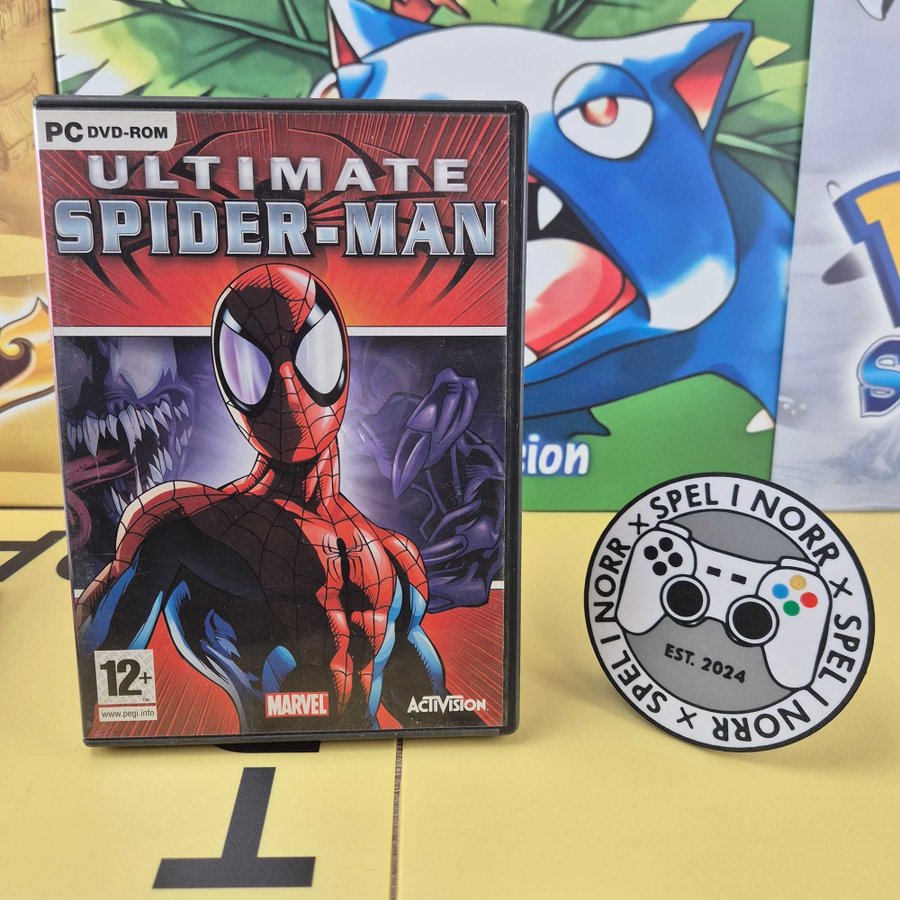 PC DVD-ROM
ULTIMATE
SPIDER-MAN
12+
www.pegi.info
MARVEL
ACTIVISION
SPEL I NORR X SPEL I NORR X SPEL I NORR X
EST. 2024